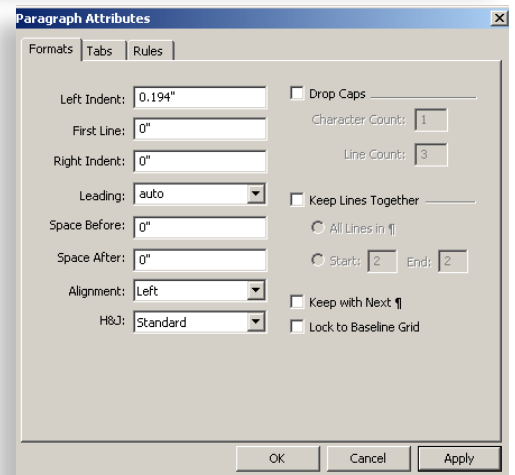 Paragraph Attributes
Formats Tabs Rules
Left Indent: 0.194"
First Line: 0"
Right Indent: 0"
Leading: auto
Space Before: 0"
Space After: 0"
Alignment: Left
H&J: Standard
Drop Caps
Character Count: 1
Line Count: 3
Keep Lines Together
All Lines in ¶
Start: 2 End: 2
Keep with Next ¶
Lock to Baseline Grid
OK Cancel Apply